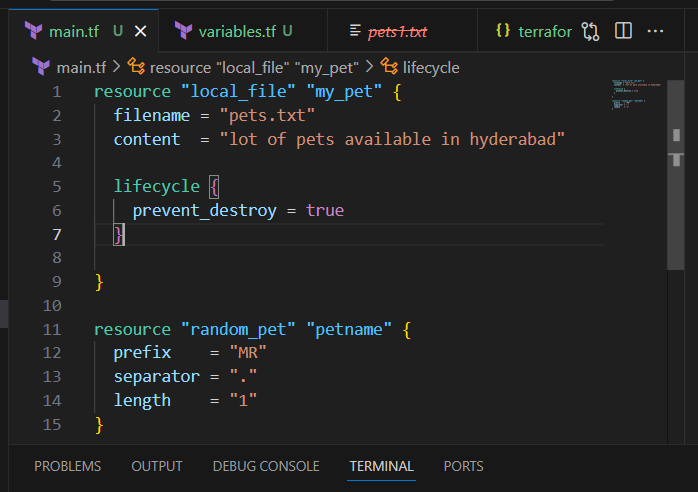 main.tf U variables.tf U pets1.txt {} terrafor
main.tf > resource "local_file" "my_pet" > lifecycle
1 resource "local_file" "my_pet" {
2 filename = "pets.txt"
3 content  = "lot of pets available in hyderabad"
4
5 lifecycle {
6 prevent_destroy = true
7 }
8
9 }
10
11 resource "random_pet" "petname" {
12 prefix    = "MR"
13 separator = "."
14 length    = "1"
15 }
PROBLEMS OUTPUT DEBUG CONSOLE TERMINAL PORTS